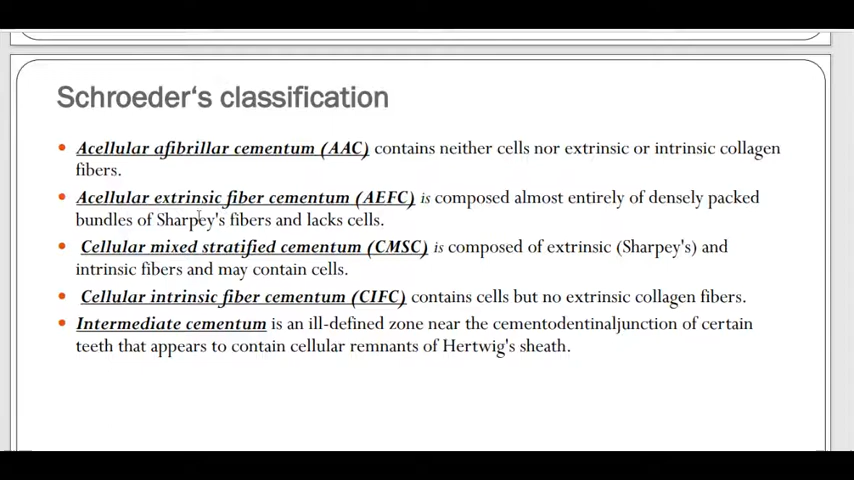 Schroeder's classification
• Acellular afibrillar cementum (AAC) contains neither cells nor extrinsic or intrinsic collagen
fibers.
• Acellular extrinsic fiber cementum (AEFC) is composed almost entirely of densely packed
bundles of Sharpey's fibers and lacks cells.
• Cellular mixed stratified cementum (CMSC) is composed of extrinsic (Sharpey's) and
intrinsic fibers and may contain cells.
• Cellular intrinsic fiber cementum (CIFC) contains cells but no extrinsic collagen fibers.
• Intermediate cementum is an ill-defined zone near the cementodentinaljunction of certain
teeth that appears to contain cellular remnants of Hertwig's sheath.